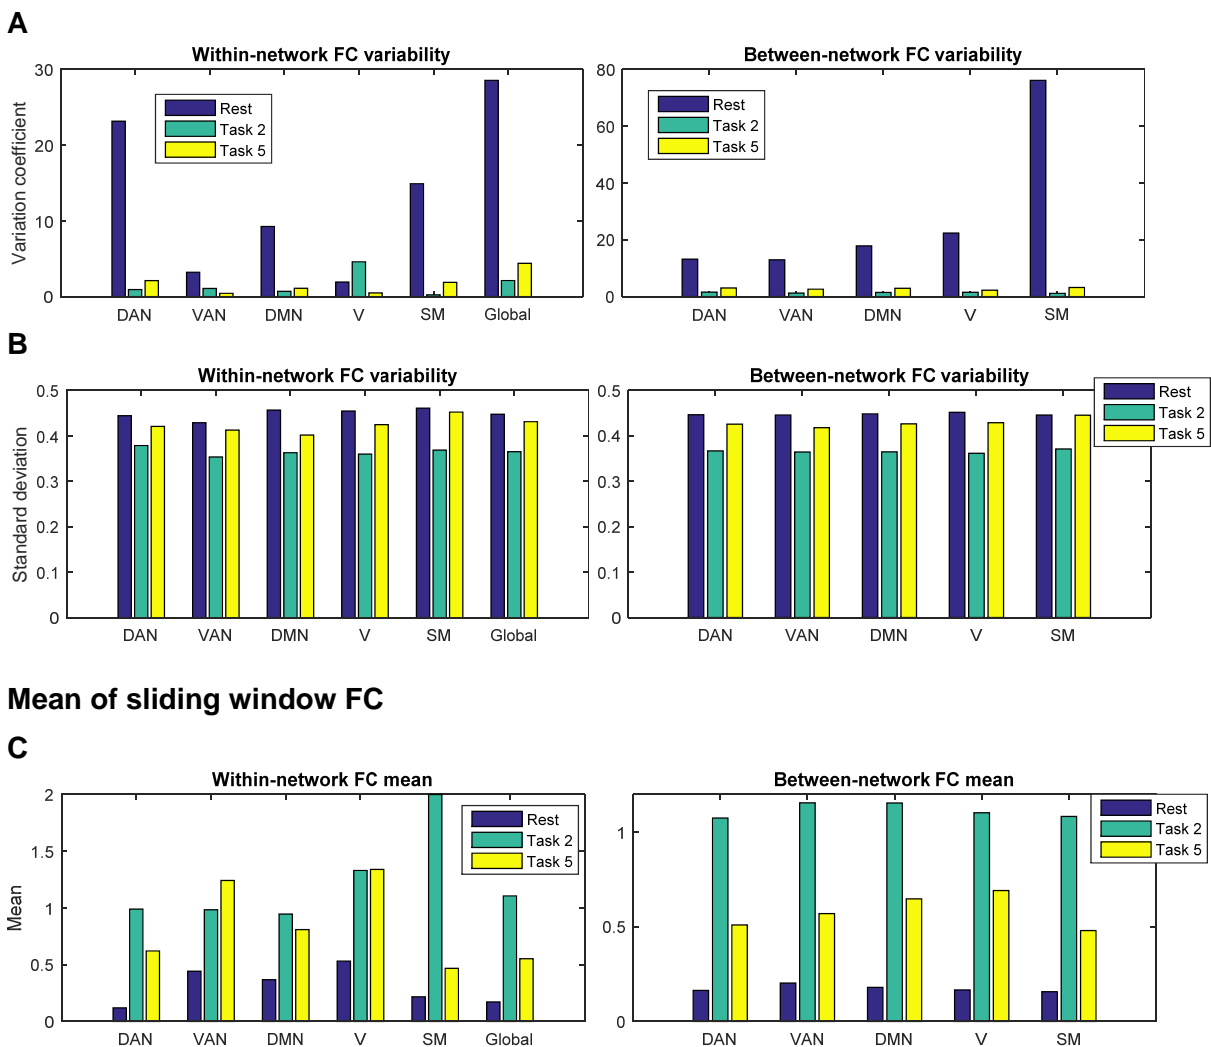 A
Within-network FC variability
Between-network FC variability
Variation coefficient
30
20
10
0
Rest
Task 2
Task 5
DAN VAN DMN V SM Global
80
60
40
20
0
Rest
Task 2
Task 5
DAN VAN DMN V SM
B
Within-network FC variability
Between-network FC variability
Standard deviation
0.5
0.4
0.3
0.2
0.1
0
DAN VAN DMN V SM Global
0.5
0.4
0.3
0.2
0.1
0
Rest
Task 2
Task 5
DAN VAN DMN V SM
Mean of sliding window FC
C
Within-network FC mean
Between-network FC mean
Mean
2
1.5
1
0.5
0
Rest
Task 2
Task 5
DAN VAN DMN V SM Global
1
0.5
0
Rest
Task 2
Task 5
DAN VAN DMN V SM